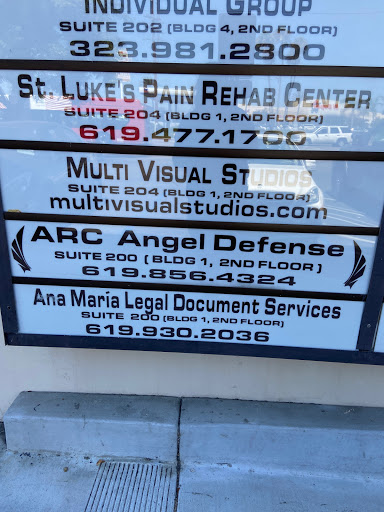 INDIVIDUAL GROUP
SUITE 202 (BLDG 4, 2ND FLOOR)
323.981.2800
ST. LUKE'S PAIN REHAB CENTER
SUITE 204 (BLDG 1, 2ND FLOOR)
619.477.1700
MULTI VISUAL STUDIOS
SUITE 204 (BLDG 1, 2ND FLOOR)
multivisualstudios.com
ARC Angel Defense
SUITE 200 ( BLDG 1, 2ND FLOOR )
619.856.4324
Ana María Legal Document Services
SUITE 200 (BLDG 1, 2ND FLOOR)
619.930.2036